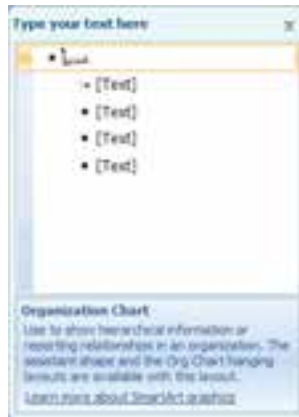 Type your text here
[Text]
[Text]
[Text]
[Text]
Organization Chart
Use to show hierarchical information or
reporting relationships in an organization. The
assistant shape and the Org Chart hanging
layouts are available with this layout.
Learn more about SmartArt graphics